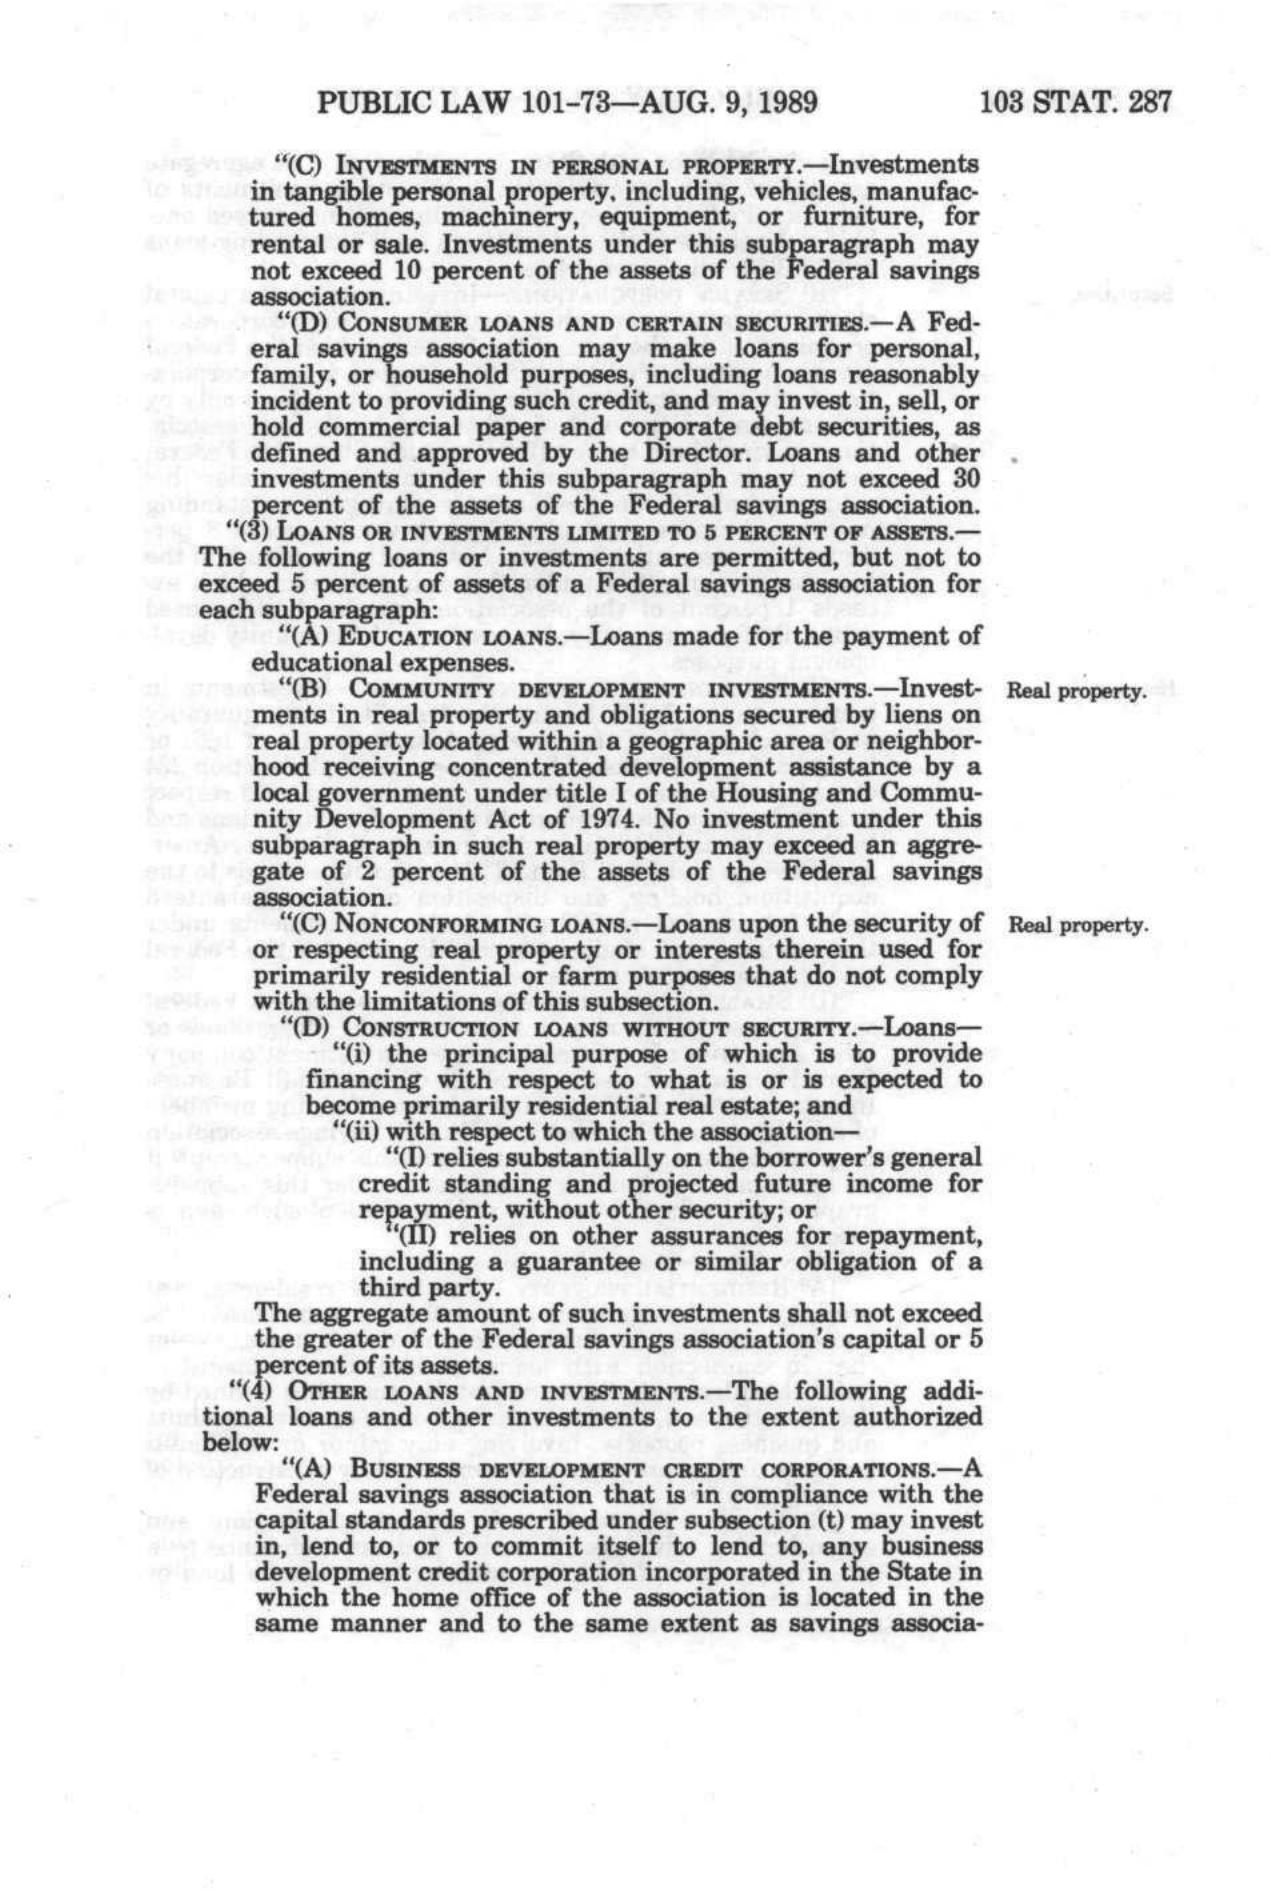 PUBLIC LAW 101-73—AUG. 9, 1989 103 STAT. 287
"(C) INVESTMENTS IN PERSONAL PROPERTY.—Investments
in tangible personal property, including, vehicles, manufac-
tured homes, machinery, equipment, or furniture, for
rental or sale. Investments under this subparagraph may
not exceed 10 percent of the assets of the Federal savings
association.
"(D) CONSUMER LOANS AND CERTAIN SECURITIES.—A Fed-
eral savings association may make loans for personal,
family, or household purposes, including loans reasonably
incident to providing such credit, and may invest in, sell, or
hold commercial paper and corporate debt securities, as
defined and approved by the Director. Loans and other
investments under this subparagraph may not exceed 30
percent of the assets of the Federal savings association.
"(3) LOANS OR INVESTMENTS LIMITED TO 5 PERCENT OF ASSETS.—
The following loans or investments are permitted, but not to
exceed 5 percent of assets of a Federal savings association for
each subparagraph:
"(A) EDUCATION LOANS.—Loans made for the payment of
educational expenses.
"(B) COMMUNITY DEVELOPMENT INVESTMENTS.—Invest- Real property.
ments in real property and obligations secured by liens on
real property located within a geographic area or neighbor-
hood receiving concentrated development assistance by a
local government under title I of the Housing and Commu-
nity Development Act of 1974. No investment under this
subparagraph in such real property may exceed an aggre-
gate of 2 percent of the assets of the Federal savings
association.
"(C) NONCONFORMING LOANS.—Loans upon the security of Real property.
or respecting real property or interests therein used for
primarily residential or farm purposes that do not comply
with the limitations of this subsection.
"(D) CONSTRUCTION LOANS WITHOUT SECURITY.—Loans—
"(i) the principal purpose of which is to provide
financing with respect to what is or is expected to
become primarily residential real estate; and
"(ii) with respect to which the association—
"(I) relies substantially on the borrower's general
credit standing and projected future income for
repayment, without other security; or
"(II) relies on other assurances for repayment,
including a guarantee or similar obligation of a
third party.
The aggregate amount of such investments shall not exceed
the greater of the Federal savings association's capital or 5
percent of its assets.
"(4) OTHER LOANS AND INVESTMENTS.—The following addi-
tional loans and other investments to the extent authorized
below:
"(A) BUSINESS DEVELOPMENT CREDIT CORPORATIONS.—A
Federal savings association that is in compliance with the
capital standards prescribed under subsection (t) may invest
in, lend to, or to commit itself to lend to, any business
development credit corporation incorporated in the State in
which the home office of the association is located in the
same manner and to the same extent as savings associa-